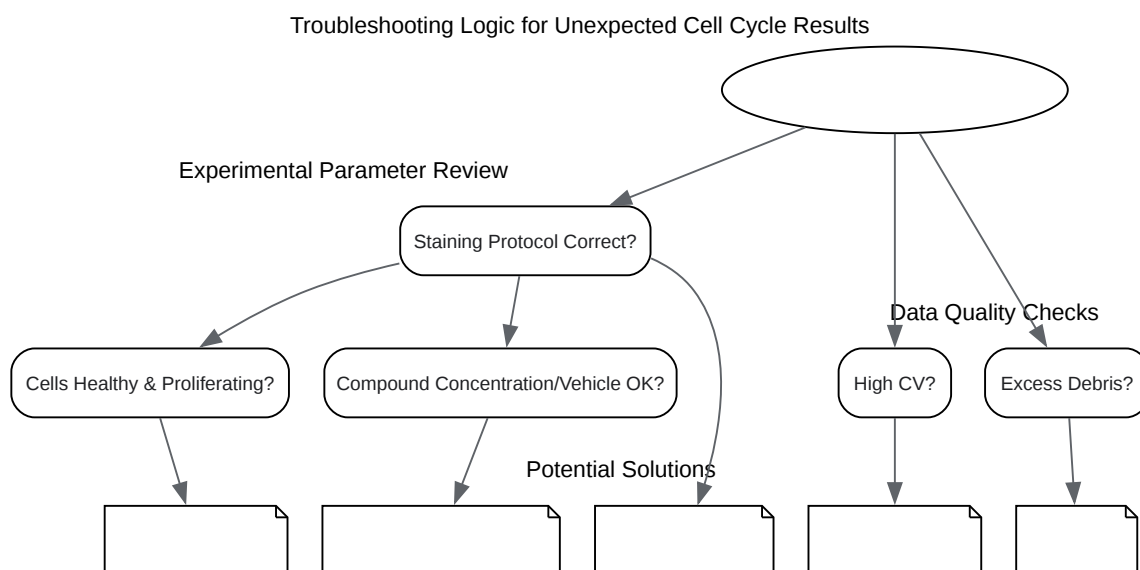 Troubleshooting Logic for Unexpected Cell Cycle Results
Experimental Parameter Review
Staining Protocol Correct?
Data Quality Checks
Cells Healthy & Proliferating?
Compound Concentration/Vehicle OK?
High CV?
Excess Debris?
Potential Solutions